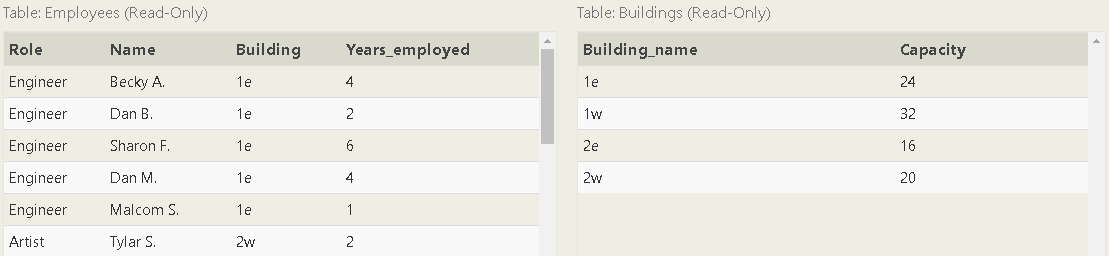 Table: Employees (Read-Only)
Role Name Building Years_employed
Engineer Becky A. 1e 4
Engineer Dan B. 1e 2
Engineer Sharon F. 1e 6
Engineer Dan M. 1e 4
Engineer Malcom S. 1e 1
Artist Tylar S. 2w 2
Table: Buildings (Read-Only)
Building_name Capacity
1e 24
1w 32
2e 16
2w 20